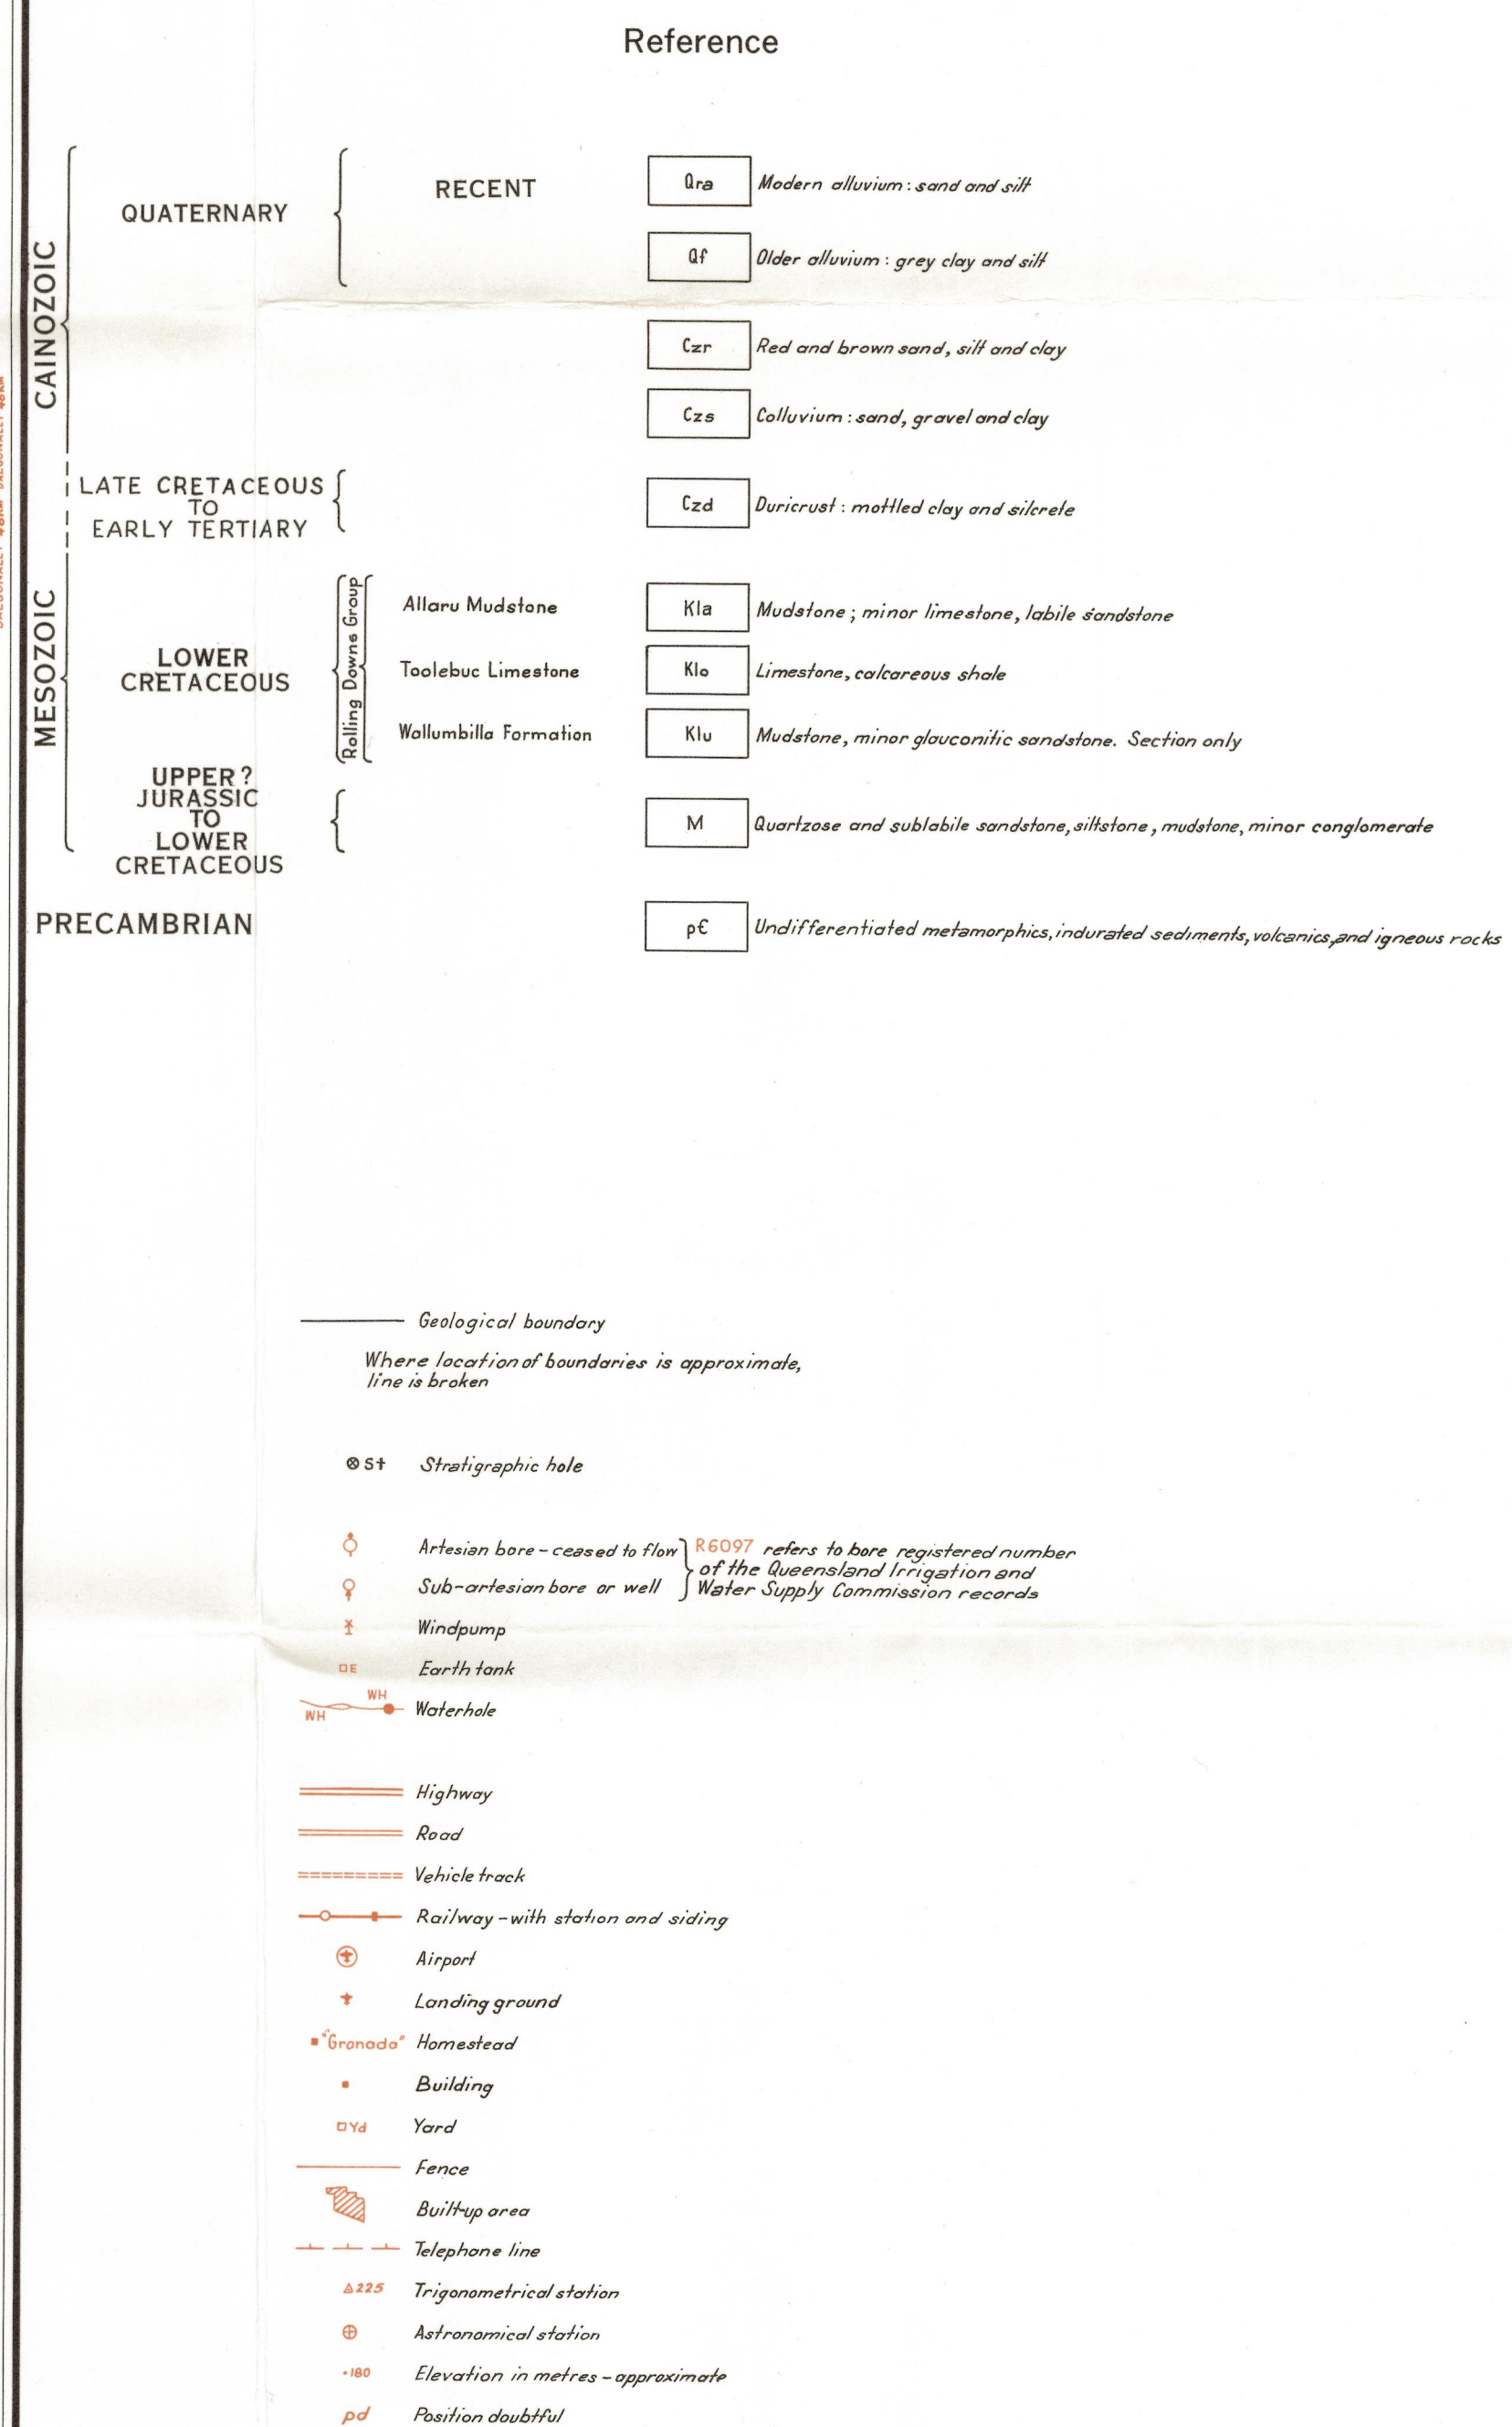 Reference
CAINOZOIC
QUATERNARY
RECENT
Qra Modern alluvium : sand and silt
Qf Older alluvium : grey clay and silt
Czr Red and brown sand, silt and clay
Czs Colluvium : sand, gravel and clay
LATE CRETACEOUS
TO
EARLY TERTIARY
Czd Duricrust : mottled clay and silcrete
MESOZOIC
LOWER
CRETACEOUS
Rolling Downs Group
Allaru Mudstone Kla Mudstone ; minor limestone, labile sandstone
Toolebuc Limestone Klo Limestone, calcareous shale
Wallumbilla Formation Klu Mudstone, minor glauconitic sandstone. Section only
UPPER ?
JURASSIC
TO
LOWER
CRETACEOUS
M Quartzose and sublabile sandstone, siltstone, mudstone, minor conglomerate
PRECAMBRIAN
p€ Undifferentiated metamorphics, indurated sediments, volcanics, and igneous rocks
Geological boundary
Where location of boundaries is approximate,
line is broken
St Stratigraphic hole
Artesian bore – ceased to flow
Sub-artesian bore or well
R6097 refers to bore registered number
of the Queensland Irrigation and
Water Supply Commission records
Windpump
E Earth tank
WH WH Waterhole
Highway
Road
Vehicle track
Railway – with station and siding
Airport
Landing ground
"Granada" Homestead
Building
Yd Yard
Fence
Built-up area
Telephone line
225 Trigonometrical station
Astronomical station
·180 Elevation in metres – approximate
pd Position doubtful